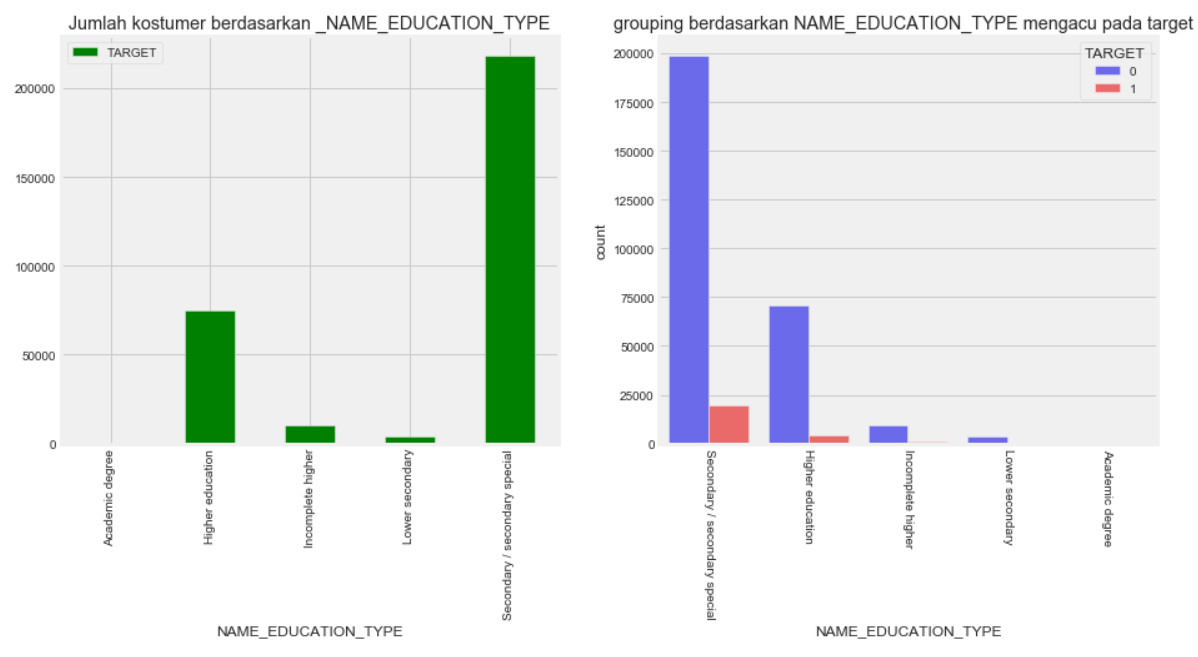 Jumlah kostumer berdasarkan _NAME_EDUCATION_TYPE
TARGET
200000
150000
100000
50000
0
Academic degree
Higher education
Incomplete higher
Lower secondary
Secondary / secondary special
NAME_EDUCATION_TYPE
grouping berdasarkan NAME_EDUCATION_TYPE mengacu pada target
TARGET
0
1
200000
175000
150000
125000
100000
75000
50000
25000
0
count
Secondary / secondary special
Higher education
Incomplete higher
Lower secondary
Academic degree
NAME_EDUCATION_TYPE